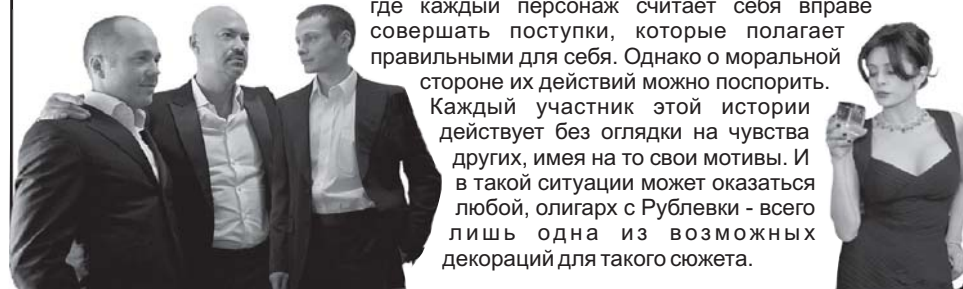 где каждый персонаж считает себя вправе
совершать поступки, которые полагает
правильными для себя. Однако о моральной
стороне их действий можно поспорить.
Каждый участник этой истории
действует без оглядки на чувства
других, имея на то свои мотивы. И
в такой ситуации может оказаться
любой, олигарх с Рублевки - всего
лишь одна из возможных
декораций для такого сюжета.